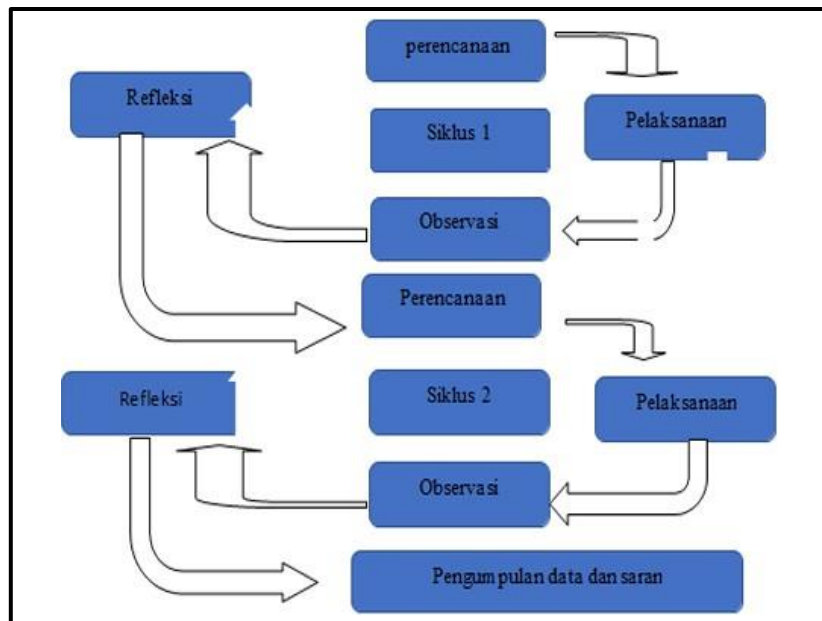 perencanaan
Refleksi
Pelaksanaan
Siklus 1
Observasi
Perencanaan
Refleksi
Siklus 2
Pelaksanaan
Observasi
Pengumpulan data dan saran